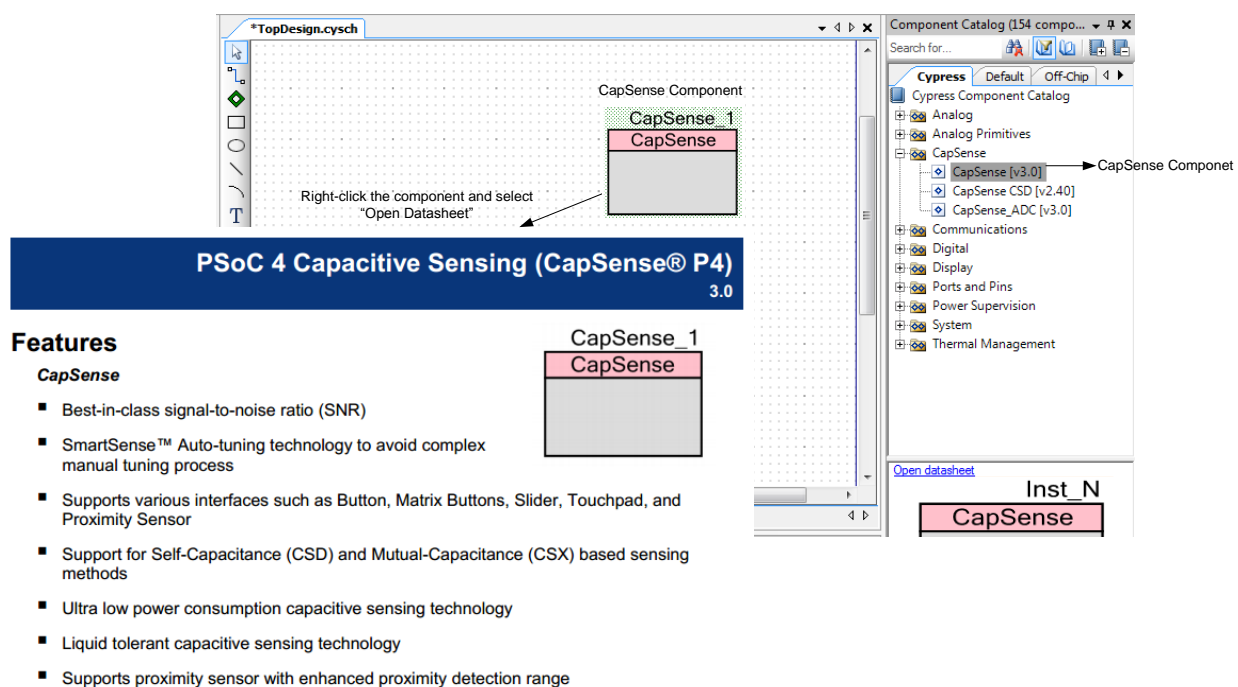 *TopDesign.cysch
CapSense Component
CapSense_1
CapSense
Right-click the component and select
“Open Datasheet”
T
Component Catalog (154 compo...
Search for...
Cypress
Default
Off-Chip
Cypress Component Catalog
Analog
Analog Primitives
CapSense
CapSense [v3.0]
CapSense Componet
CapSense CSD [v2.40]
CapSense_ADC [v3.0]
Communications
Digital
Display
Ports and Pins
Power Supervision
System
Thermal Management
Open datasheet
Inst_N
CapSense
PSoC 4 Capacitive Sensing (CapSense® P4)
3.0
Features
CapSense_1
CapSense
CapSense
■ Best-in-class signal-to-noise ratio (SNR)
■ SmartSense™ Auto-tuning technology to avoid complex
manual tuning process
■ Supports various interfaces such as Button, Matrix Buttons, Slider, Touchpad, and
Proximity Sensor
■ Support for Self-Capacitance (CSD) and Mutual-Capacitance (CSX) based sensing
methods
■ Ultra low power consumption capacitive sensing technology
■ Liquid tolerant capacitive sensing technology
■ Supports proximity sensor with enhanced proximity detection range